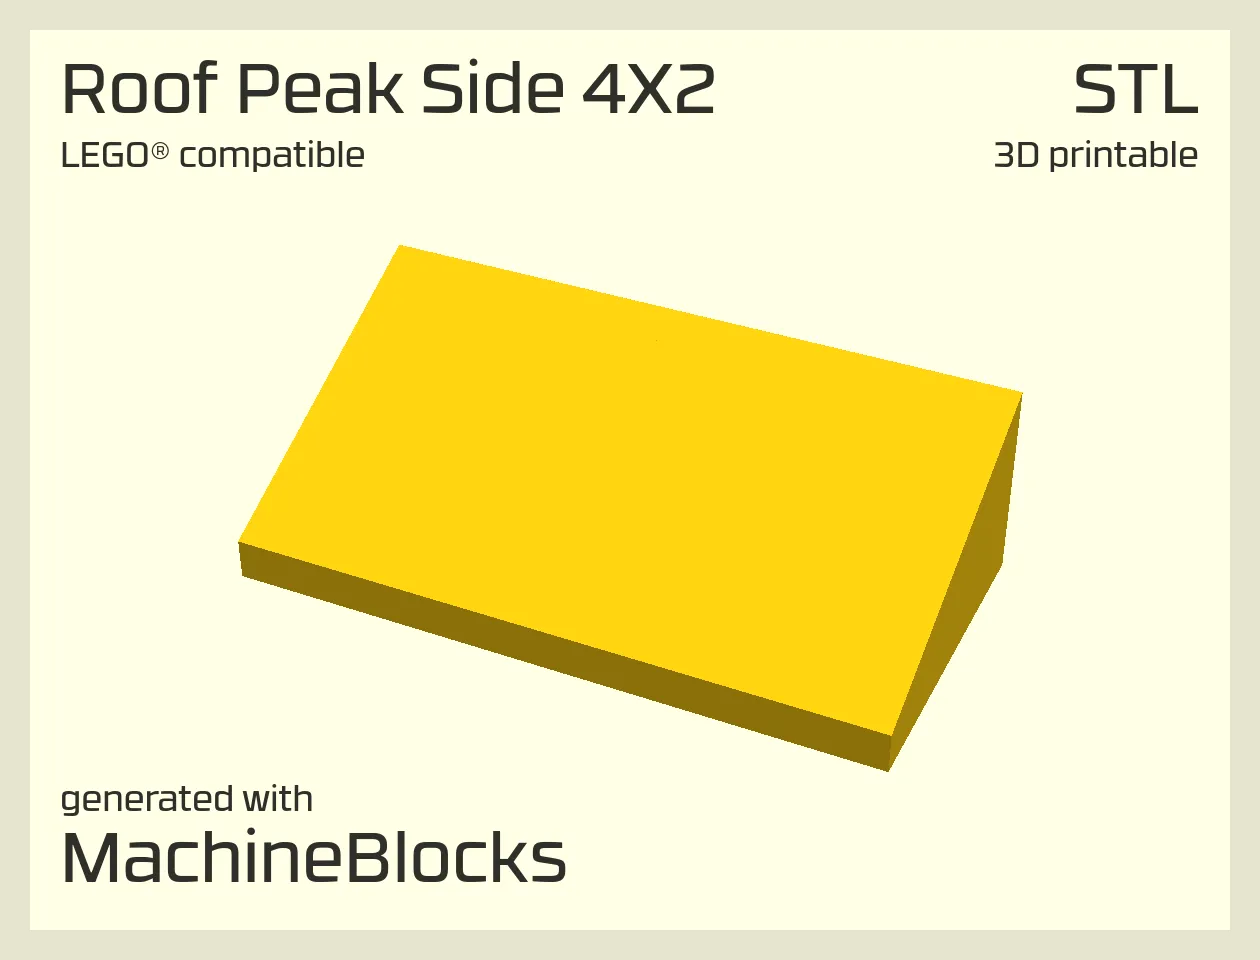 Roof Peak Side 4X2
STL
LEGO® compatible
3D printable
generated with
MachineBlocks